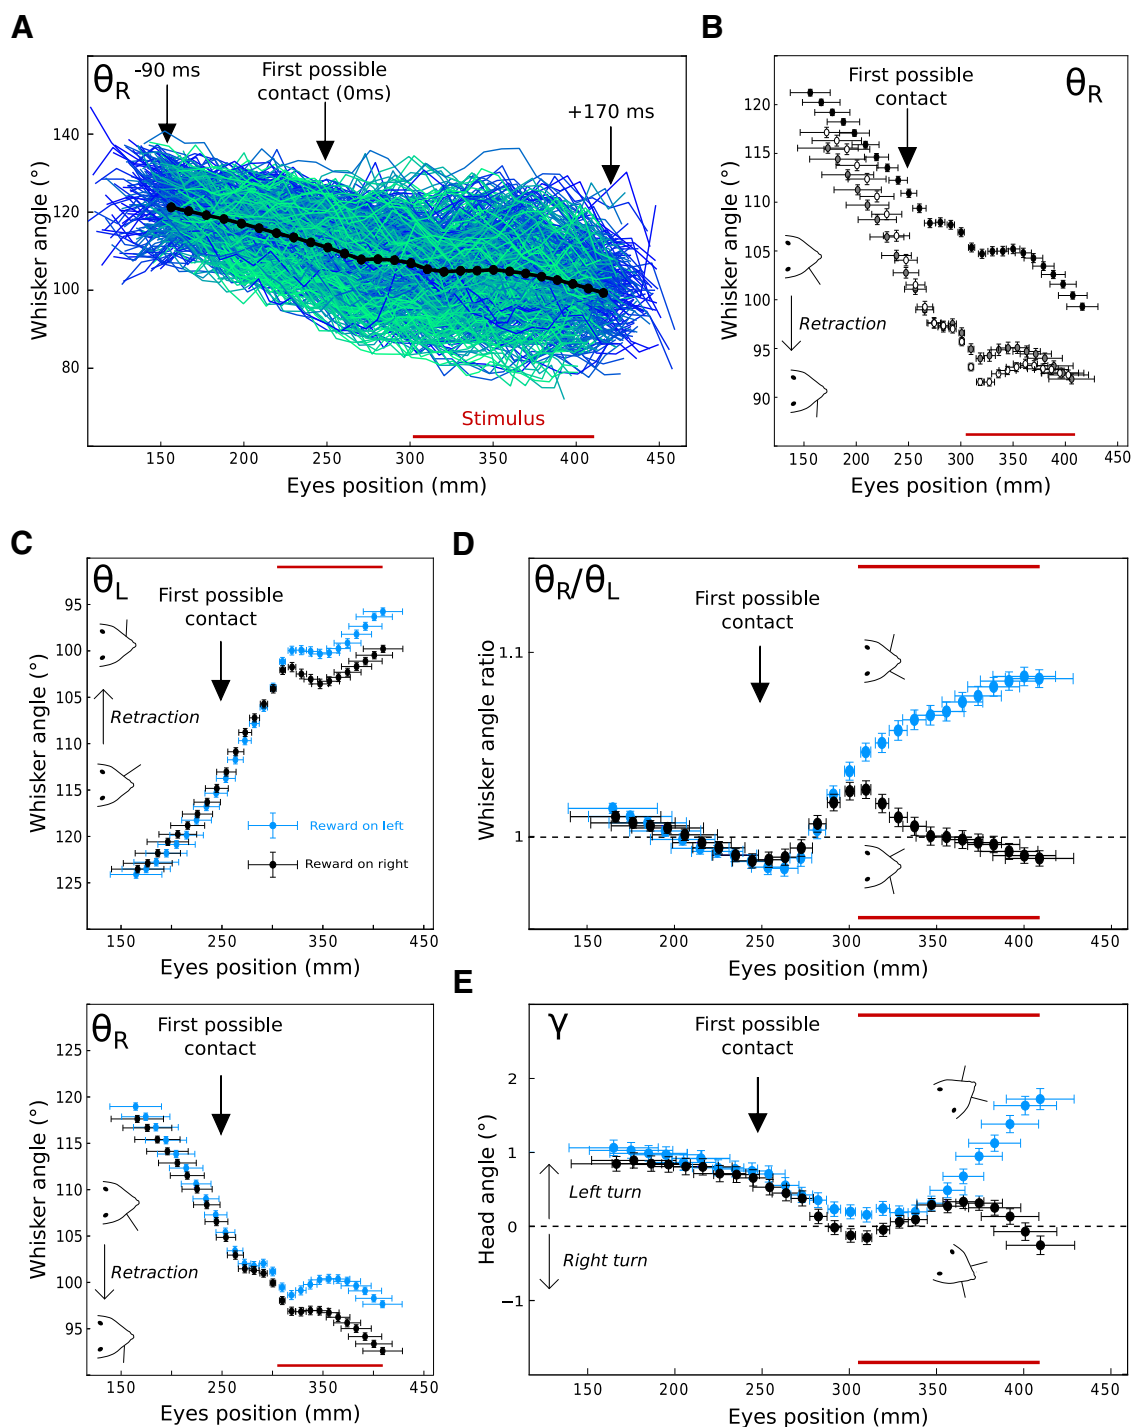 A
θR
-90 ms
First possible
contact (0ms)
+170 ms
Whisker angle (°)
140
120
100
80
Stimulus
150
200
250
300
350
400
450
Eyes position (mm)
B
First possible
contact
θR
Whisker angle (°)
120
115
110
105
100
95
90
Retraction
150
200
250
300
350
400
450
Eyes position (mm)
C
θL
First possible
contact
Whisker angle (°)
95
100
105
110
115
120
125
Retraction
Reward on left
Reward on right
150
250
350
450
Eyes position (mm)
θR
First possible
contact
Whisker angle (°)
125
120
115
110
105
100
95
Retraction
150
250
350
450
Eyes position (mm)
D
θR/θL
First possible
contact
Whisker angle ratio
1.1
1
150
200
250
300
350
400
450
Eyes position (mm)
E
γ
First possible
contact
Head angle (°)
2
1
0
−1
Left turn
Right turn
150
200
250
300
350
400
450
Eyes position (mm)